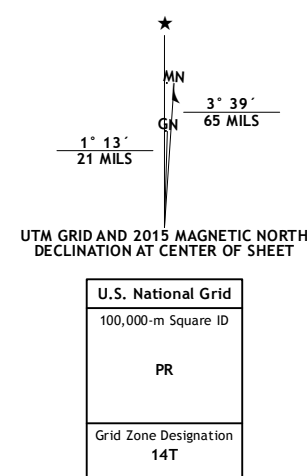 ★
MN
3° 39´
65 MILS
GN
1° 13´
21 MILS
UTM GRID AND 2015 MAGNETIC NORTH
DECLINATION AT CENTER OF SHEET
U.S. National Grid
100,000-m Square ID
PR
Grid Zone Designation
14T